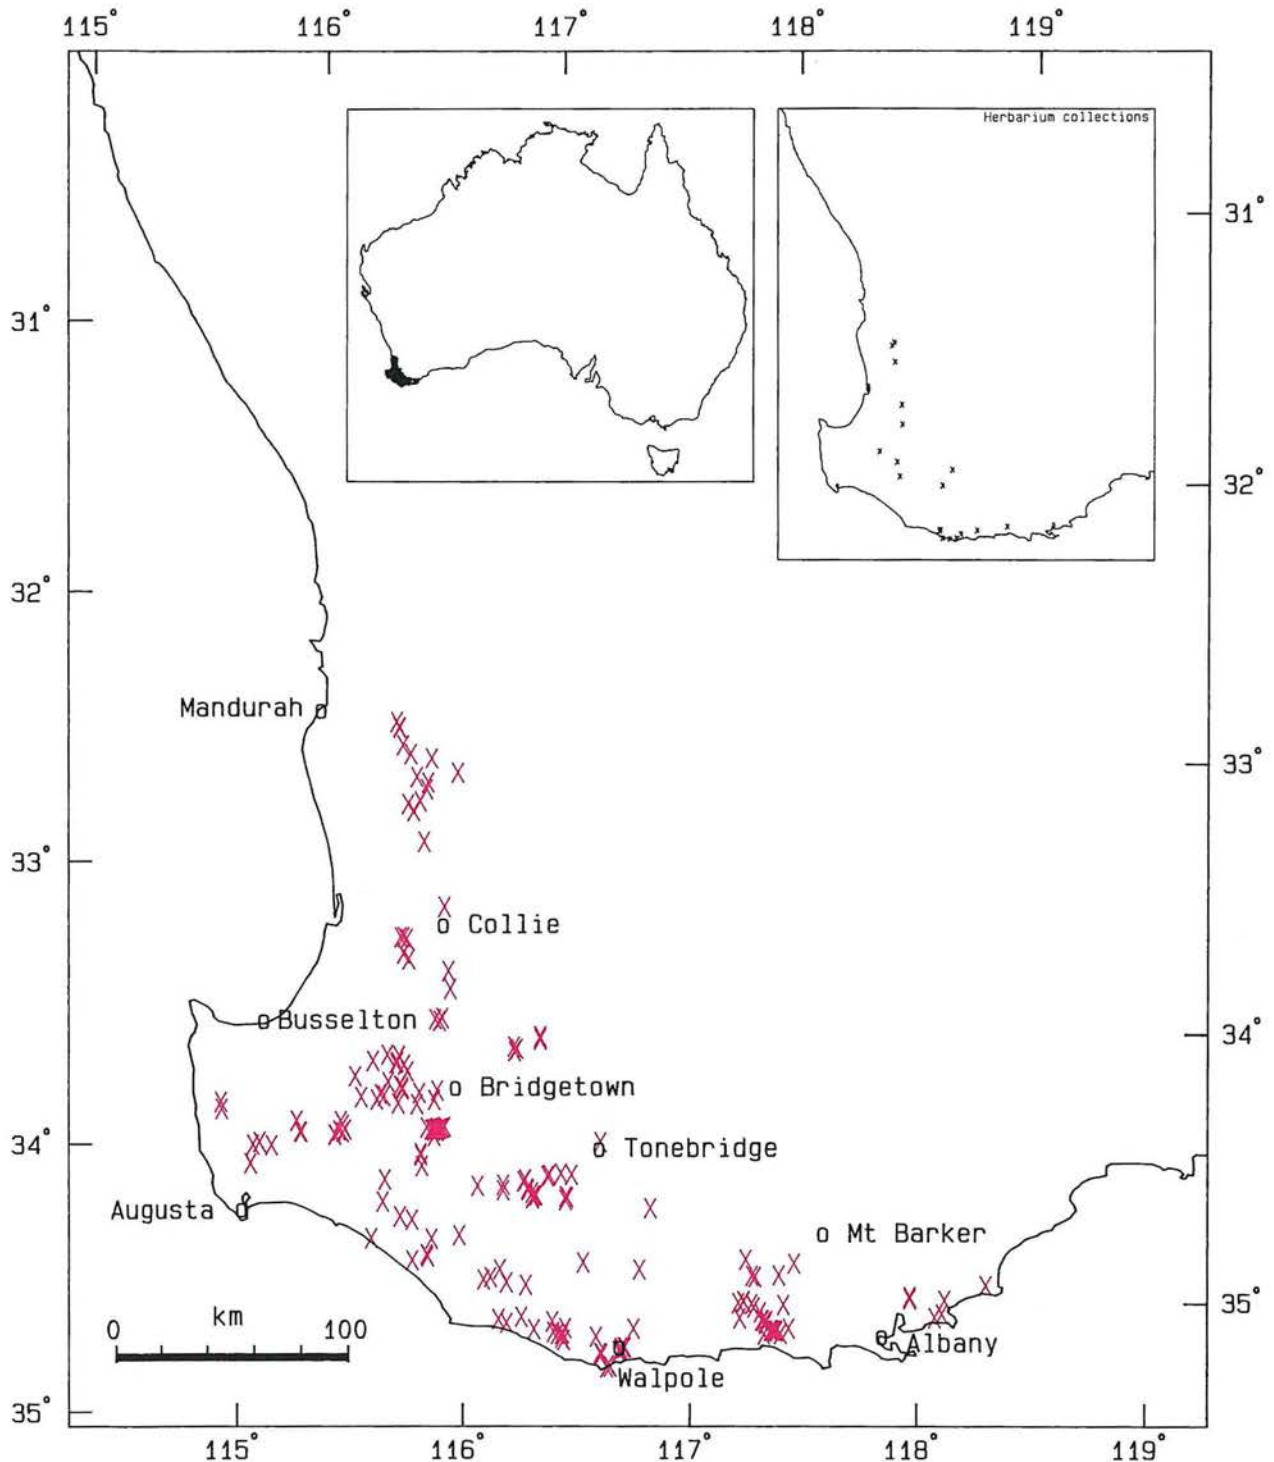 115° 116° 117° 118° 119°
Herbarium collections
31°
31°
32°
32°
Mandurah
33°
33°
Collie
Busselton
34°
Bridgetown
34°
Tonebridge
Augusta
Mt Barker
35°
km
0 100
Albany
Walpole
35°
115° 116° 117° 118° 119°